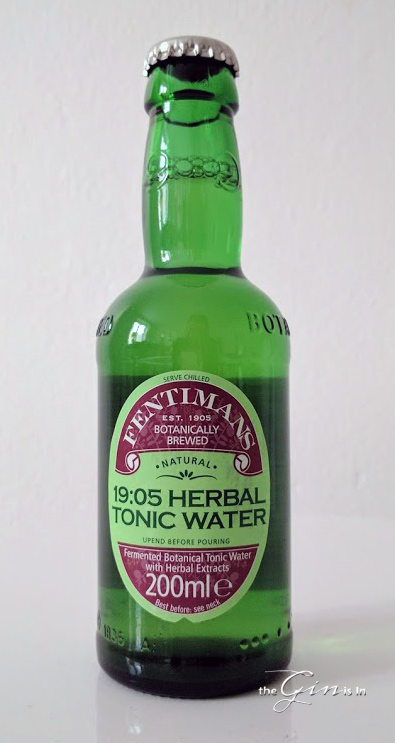 BOTA
SERVE CHILLED
FENTIMANS
EST. 1905
BOTANICALLY
BREWED
• NATURAL •
19:05 HERBAL
TONIC WATER
UPEND BEFORE POURING
Fermented Botanical Tonic Water
with Herbal Extracts
200ml e
Best before: see neck
the Gin is In